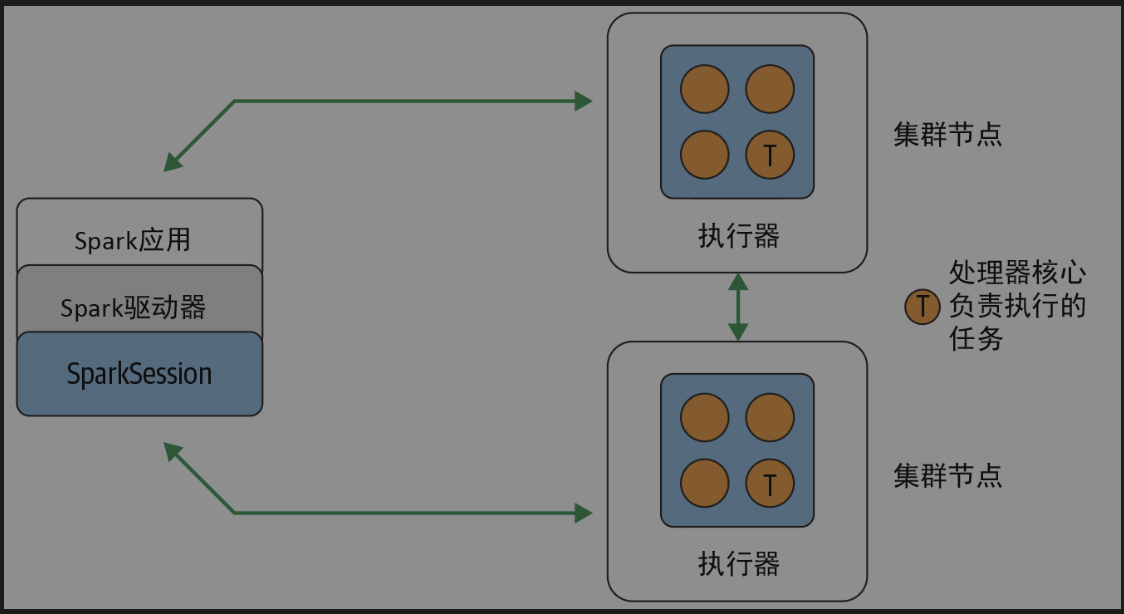 Spark应用
Spark驱动器
SparkSession
T
执行器
集群节点
T
处理器核心
负责执行的
任务
T
执行器
集群节点